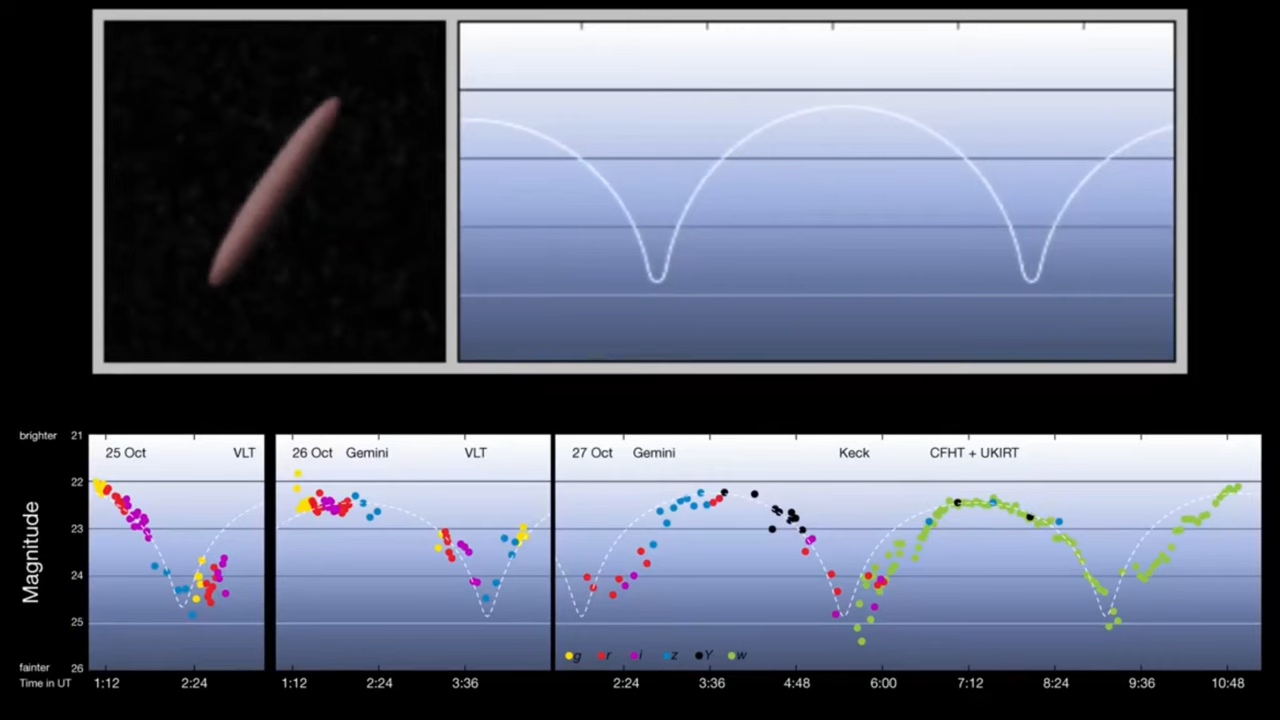 brighter 21
25 Oct VLT
26 Oct Gemini VLT
27 Oct Gemini Keck CFHT + UKIRT
22
23
24
25
fainter 26
Magnitude
g r i z Y w
Time in UT 1:12 2:24 1:12 2:24 3:36 2:24 3:36 4:48 6:00 7:12 8:24 9:36 10:48